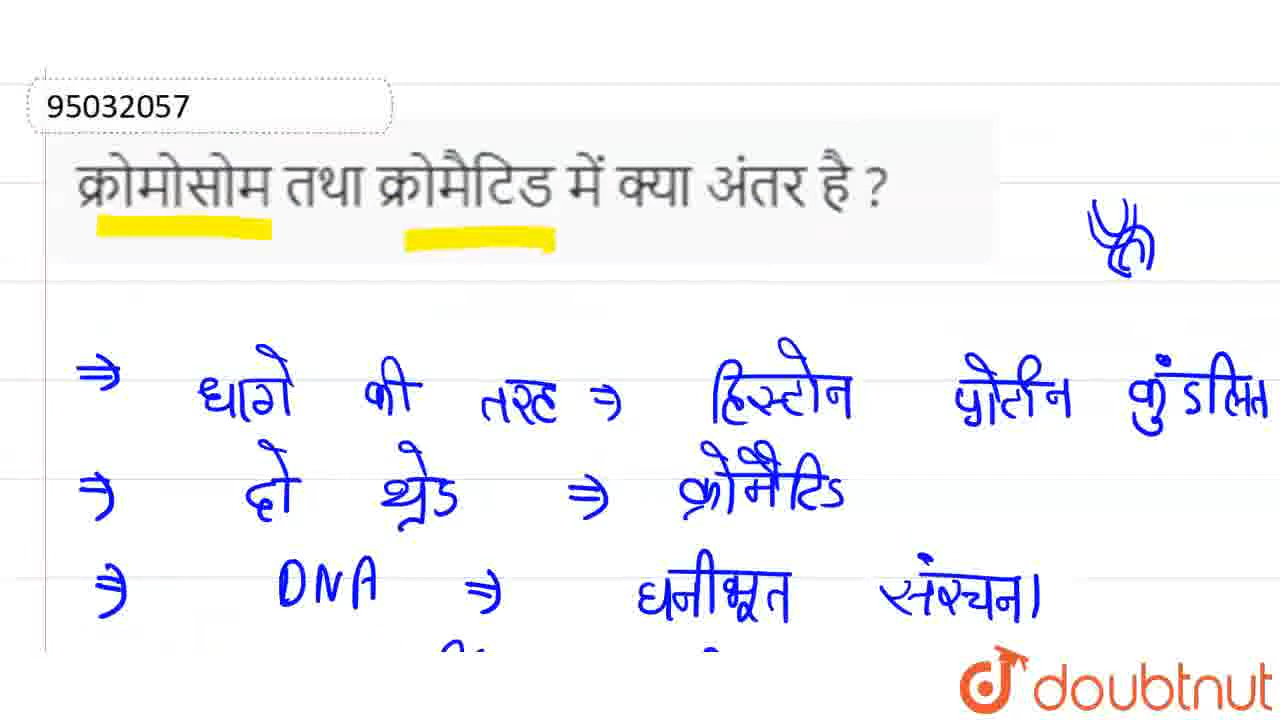 95032057
क्रोमोसोम तथा क्रोमैटिड में क्या अंतर है ?
⇒ धागे की तरह ⇒ हिस्टोन प्रोटीन कुंडलित
⇒ दो थ्रेड ⇒ क्रोमैटिड
⇒ DNA ⇒ घनीभूत संरचना
doubtnut